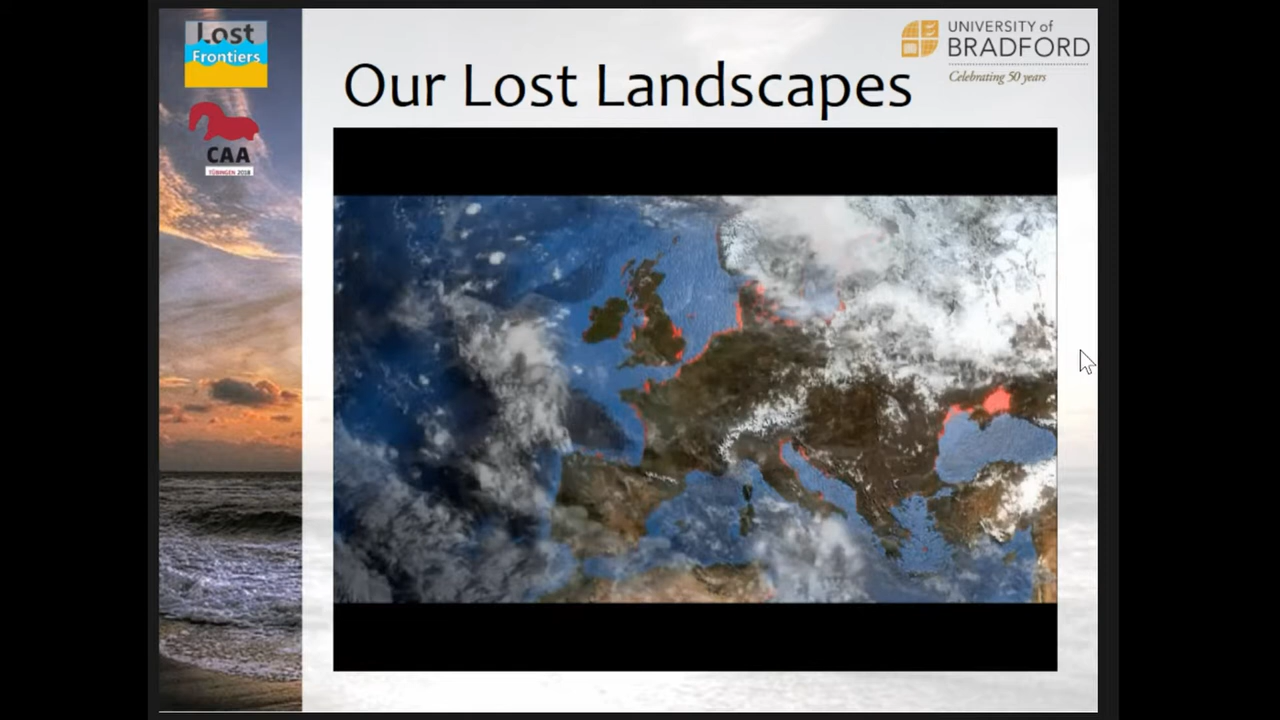 Lost
Frontiers
CAA
TÜBINGEN 2018
Our Lost Landscapes
UNIVERSITY of
BRADFORD
Celebrating 50 years